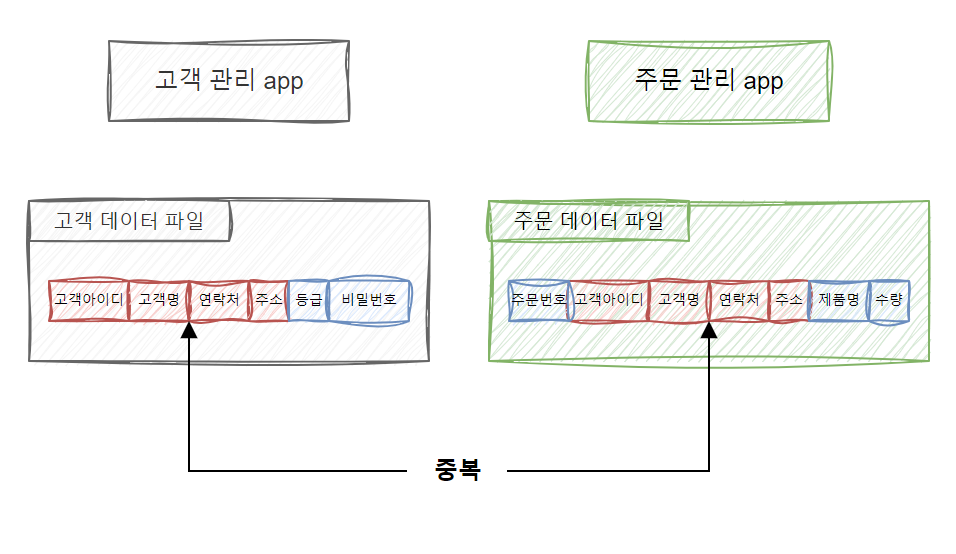 고객 관리 app
주문 관리 app
고객 데이터 파일
주문 데이터 파일
고객아이디 고객명 연락처 주소 등급 비밀번호
주문번호 고객아이디 고객명 연락처 주소 제품명 수량
중복